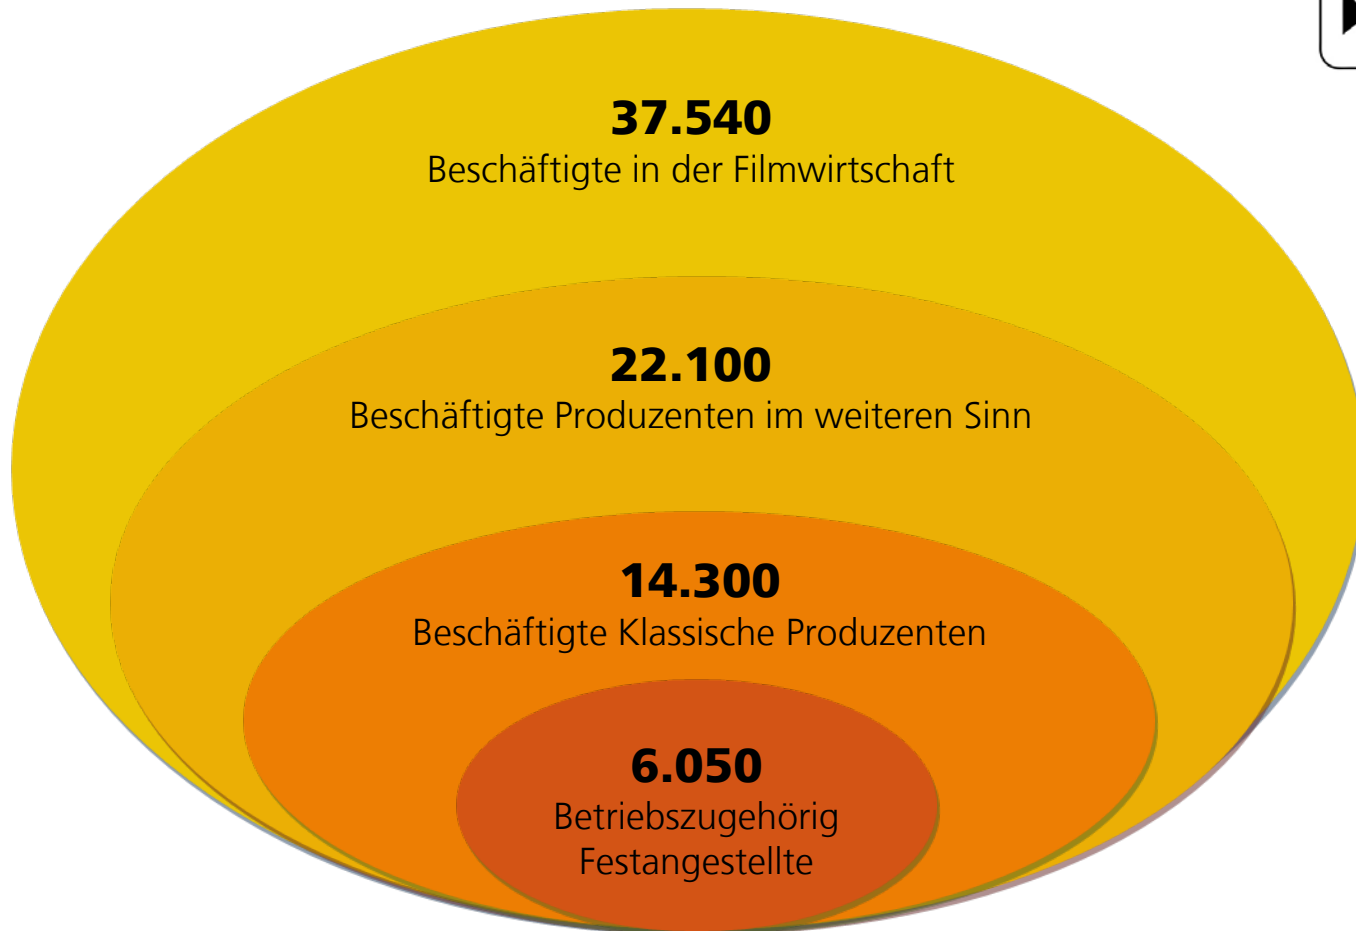 37.540
Beschäftigte in der Filmwirtschaft
22.100
Beschäftigte Produzenten im weiteren Sinn
14.300
Beschäftigte Klassische Produzenten
6.050
Betriebszugehörig
Festangestellte